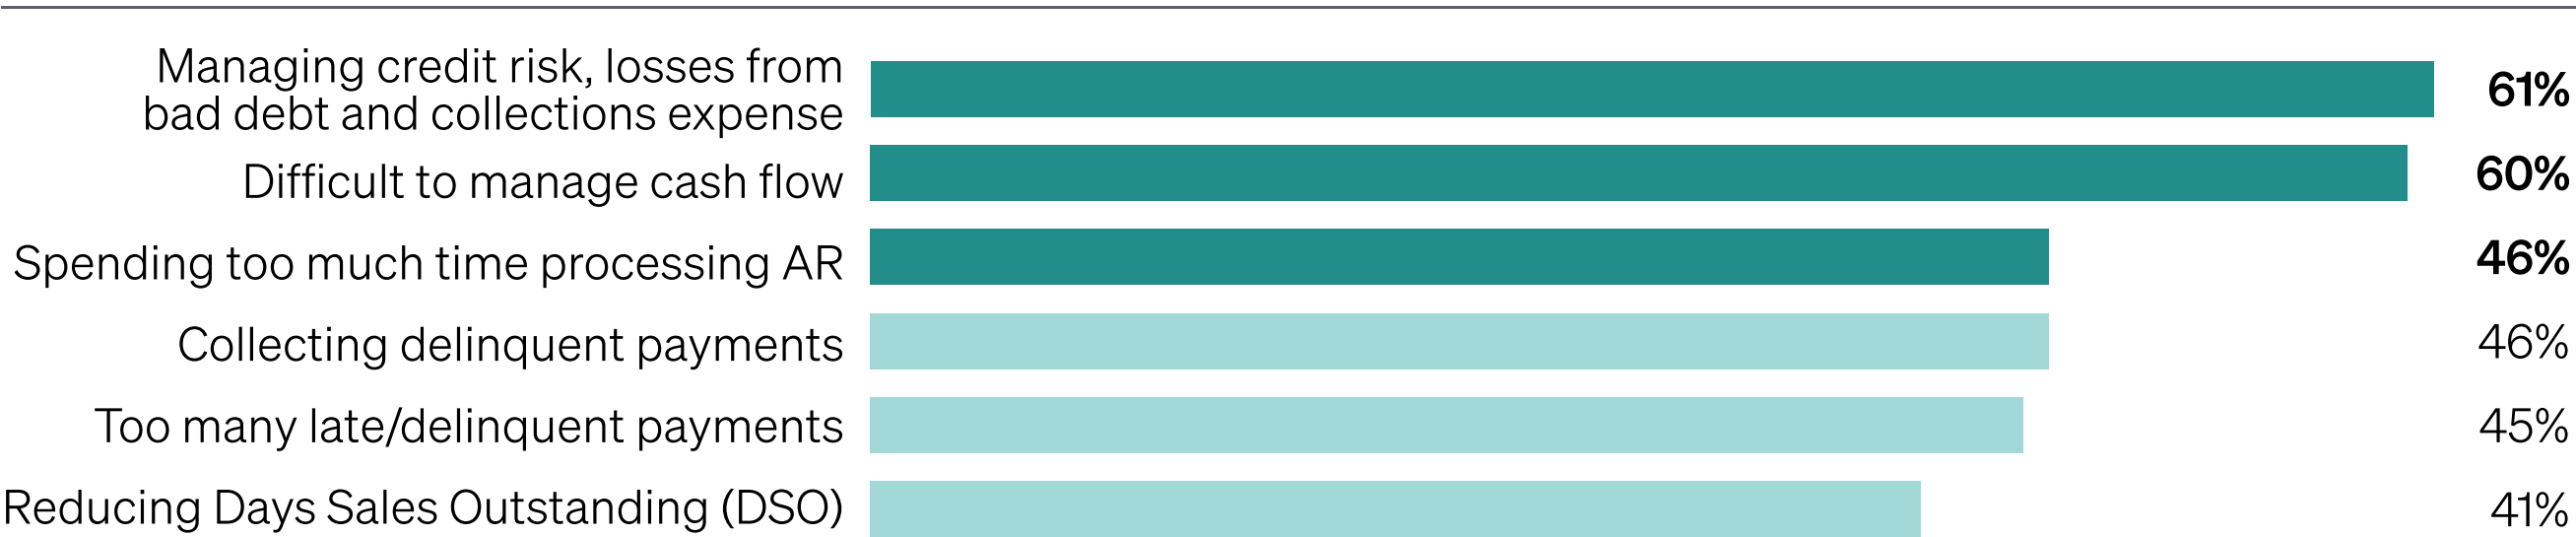 Managing credit risk, losses from
bad debt and collections expense
61%
Difficult to manage cash flow
60%
Spending too much time processing AR
46%
Collecting delinquent payments
46%
Too many late/delinquent payments
45%
Reducing Days Sales Outstanding (DSO)
41%